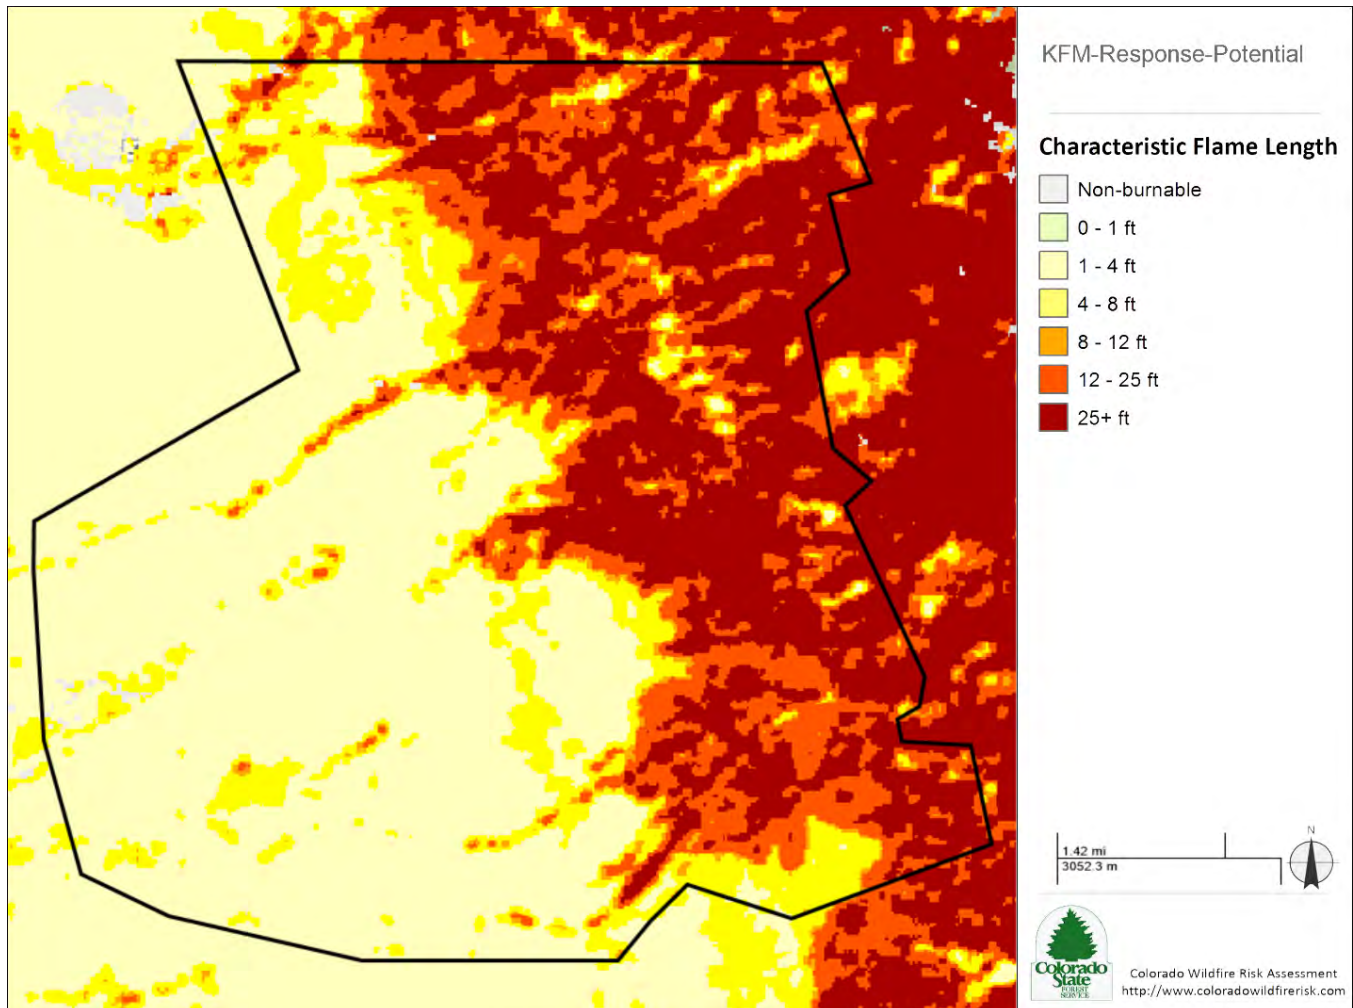 KFM-Response-Potential
Characteristic Flame Length
Non-burnable
0 - 1 ft
1 - 4 ft
4 - 8 ft
8 - 12 ft
12 - 25 ft
25+ ft
1.42 mi
3052.3 m
N
Colorado
State
FOREST
SERVICE
Colorado Wildfire Risk Assessment
http://www.coloradowildfirerisk.com